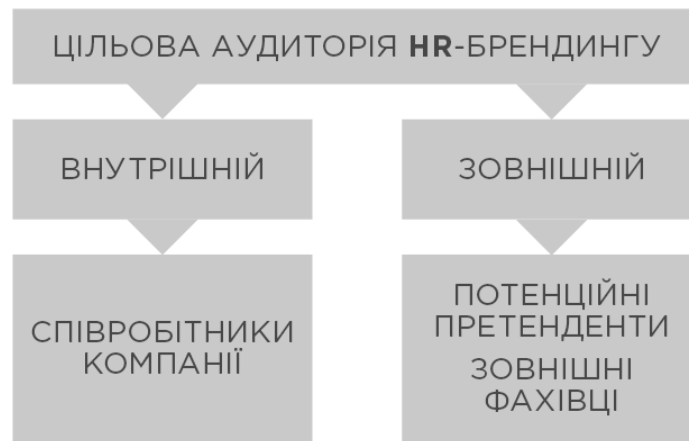 ЦІЛЬОВА АУДИТОРІЯ HR-БРЕНДИНГУ
ВНУТРІШНІЙ
ЗОВНІШНІЙ
СПІВРОБІТНИКИ
КОМПАНІЇ
ПОТЕНЦІЙНІ
ПРЕТЕНДЕНТИ
ЗОВНІШНІ
ФАХІВЦІ